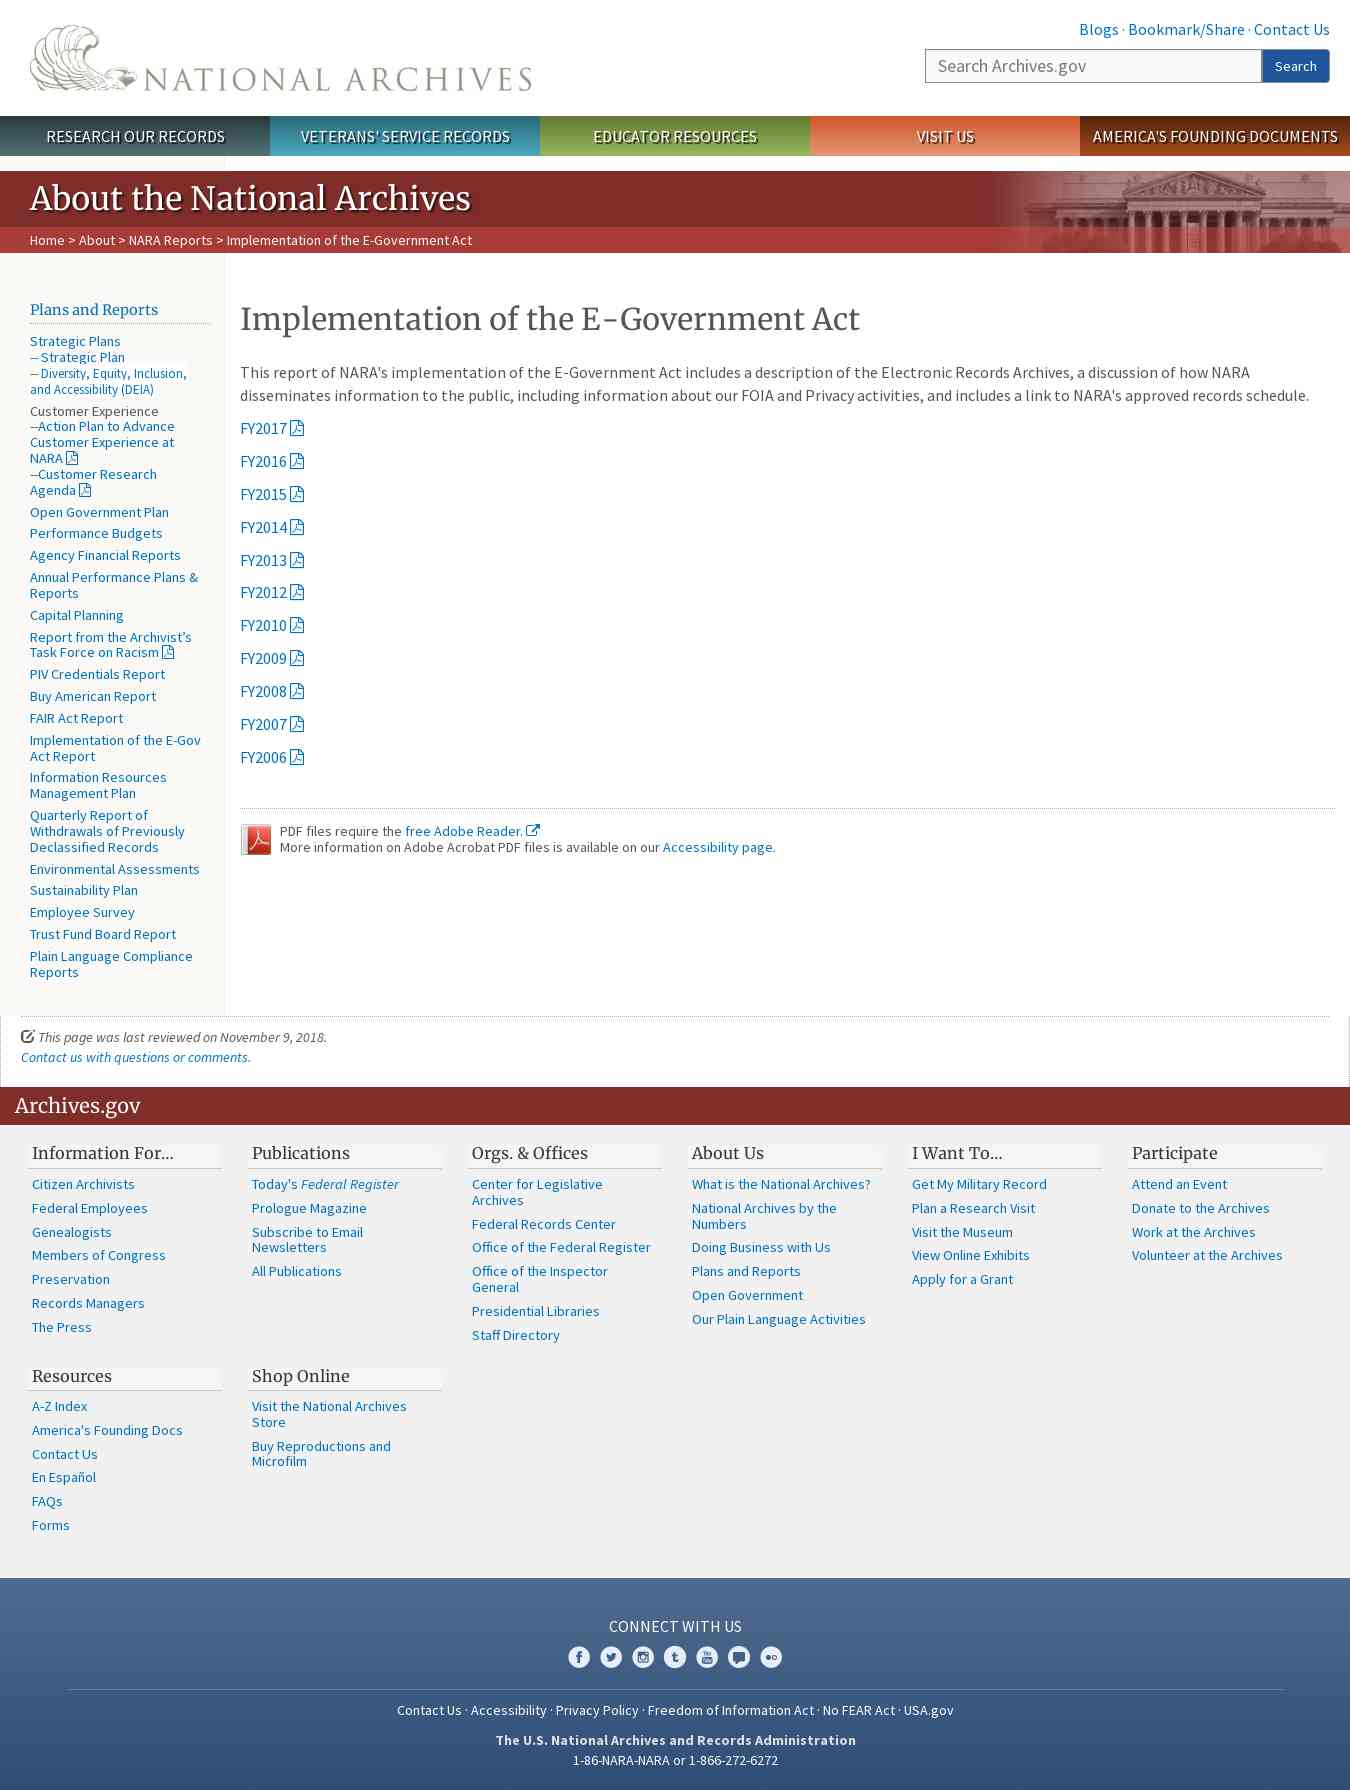 Blogs · Bookmark/Share · Contact Us
NATIONAL ARCHIVES
Search Archives.gov
Search
RESEARCH OUR RECORDS
VETERANS' SERVICE RECORDS
EDUCATOR RESOURCES
VISIT US
AMERICA'S FOUNDING DOCUMENTS
About the National Archives
Home > About > NARA Reports > Implementation of the E-Government Act
Plans and Reports
Strategic Plans
-- Strategic Plan
-- Diversity, Equity, Inclusion,
and Accessibility (DEIA)
Customer Experience
--Action Plan to Advance
Customer Experience at
NARA
--Customer Research
Agenda
Open Government Plan
Performance Budgets
Agency Financial Reports
Annual Performance Plans &
Reports
Capital Planning
Report from the Archivist’s
Task Force on Racism
PIV Credentials Report
Buy American Report
FAIR Act Report
Implementation of the E-Gov
Act Report
Information Resources
Management Plan
Quarterly Report of
Withdrawals of Previously
Declassified Records
Environmental Assessments
Sustainability Plan
Employee Survey
Trust Fund Board Report
Plain Language Compliance
Reports
Implementation of the E-Government Act
This report of NARA's implementation of the E-Government Act includes a description of the Electronic Records Archives, a discussion of how NARA
disseminates information to the public, including information about our FOIA and Privacy activities, and includes a link to NARA's approved records schedule.
FY2017
FY2016
FY2015
FY2014
FY2013
FY2012
FY2010
FY2009
FY2008
FY2007
FY2006
PDF files require the free Adobe Reader.
More information on Adobe Acrobat PDF files is available on our Accessibility page.
This page was last reviewed on November 9, 2018.
Contact us with questions or comments.
Archives.gov
Information For…
Citizen Archivists
Federal Employees
Genealogists
Members of Congress
Preservation
Records Managers
The Press
Publications
Today's Federal Register
Prologue Magazine
Subscribe to Email
Newsletters
All Publications
Orgs. & Offices
Center for Legislative
Archives
Federal Records Center
Office of the Federal Register
Office of the Inspector
General
Presidential Libraries
Staff Directory
About Us
What is the National Archives?
National Archives by the
Numbers
Doing Business with Us
Plans and Reports
Open Government
Our Plain Language Activities
I Want To…
Get My Military Record
Plan a Research Visit
Visit the Museum
View Online Exhibits
Apply for a Grant
Participate
Attend an Event
Donate to the Archives
Work at the Archives
Volunteer at the Archives
Resources
A-Z Index
America's Founding Docs
Contact Us
En Español
FAQs
Forms
Shop Online
Visit the National Archives
Store
Buy Reproductions and
Microfilm
CONNECT WITH US
Contact Us · Accessibility · Privacy Policy · Freedom of Information Act · No FEAR Act · USA.gov
The U.S. National Archives and Records Administration
1-86-NARA-NARA or 1-866-272-6272